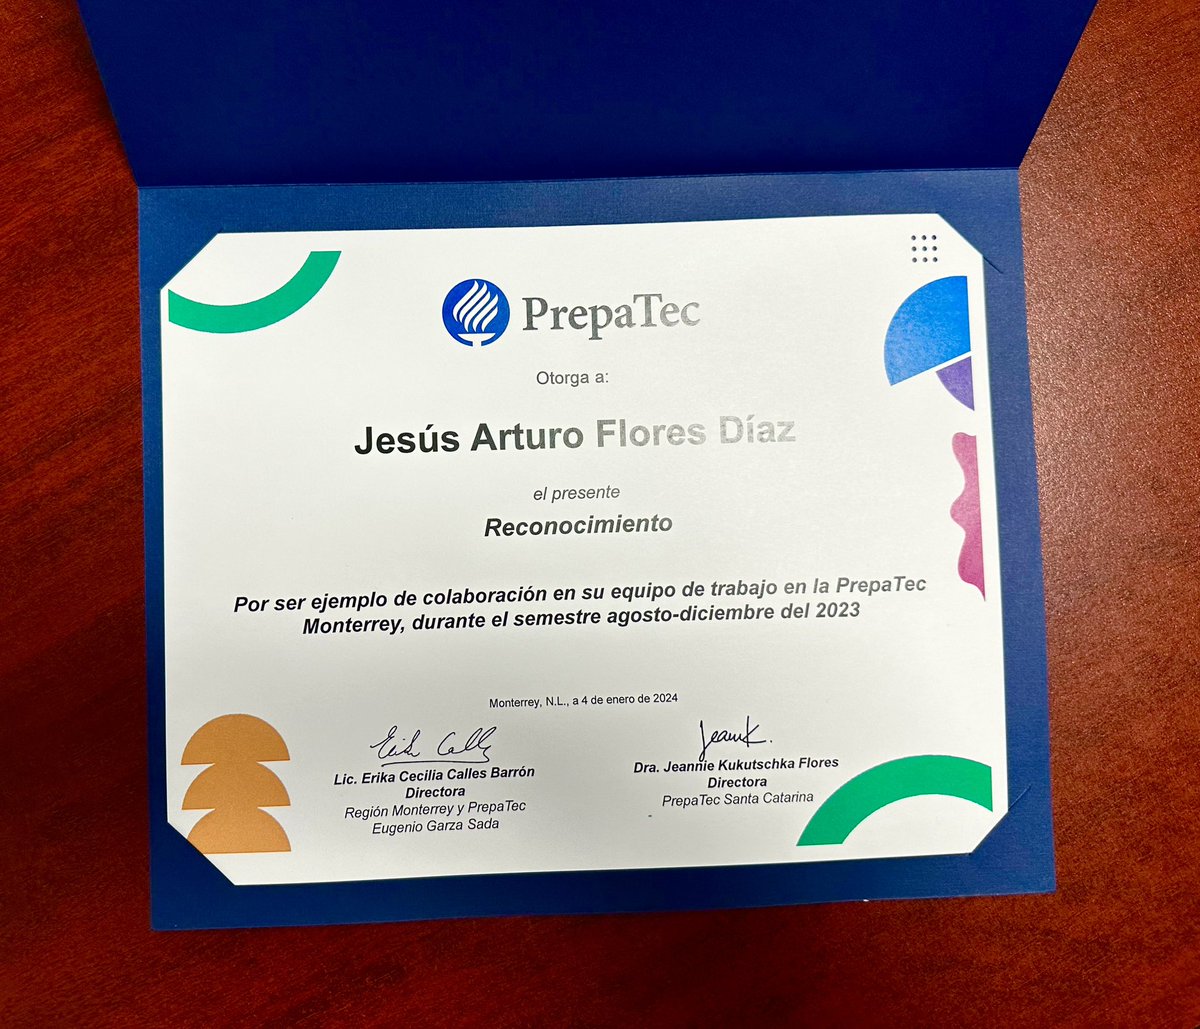 PrepaTec
Otorga a:
Jesús Arturo Flores Díaz
el presente
Reconocimiento
Por ser ejemplo de colaboración en su equipo de trabajo en la PrepaTec
Monterrey, durante el semestre agosto-diciembre del 2023
Monterrey, N.L., a 4 de enero de 2024
Lic. Erika Cecilia Calles Barrón
Directora
Región Monterrey y PrepaTec
Eugenio Garza Sada
JeannK.
Dra. Jeannie Kukutschka Flores
Directora
PrepaTec Santa Catarina